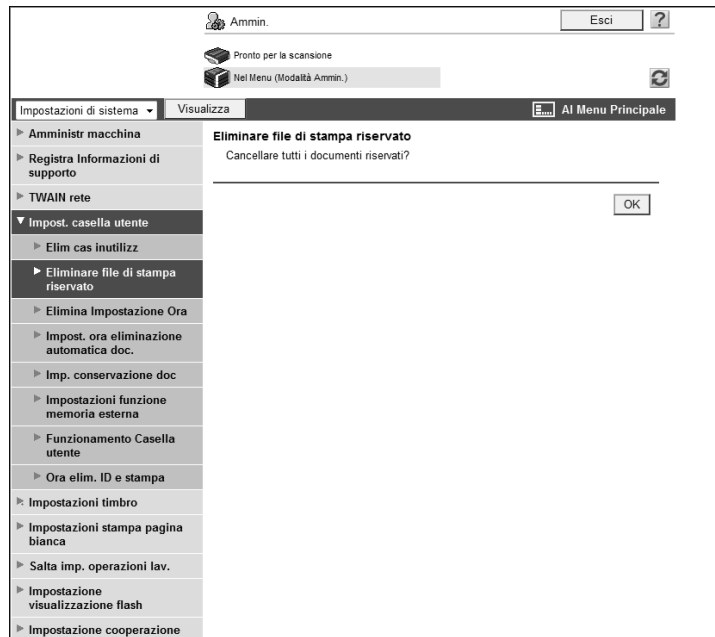 Ammin.
Esci
?
Pronto per la scansione
Nel Menu (Modalità Ammin.)
Impostazioni di sistema
Visualizza
Al Menu Principale
Amministr macchina
Registra Informazioni di
supporto
TWAIN rete
Impost. casella utente
Elim cas inutilizz
Eliminare file di stampa
riservato
Elimina Impostazione Ora
Impost. ora eliminazione
automatica doc.
Imp. conservazione doc
Impostazioni funzione
memoria esterna
Funzionamento Casella
utente
Ora elim. ID e stampa
Impostazioni timbro
Impostazioni stampa pagina
bianca
Salta imp. operazioni lav.
Impostazione
visualizzazione flash
Impostazione cooperazione
Eliminare file di stampa riservato
Cancellare tutti i documenti riservati?
OK